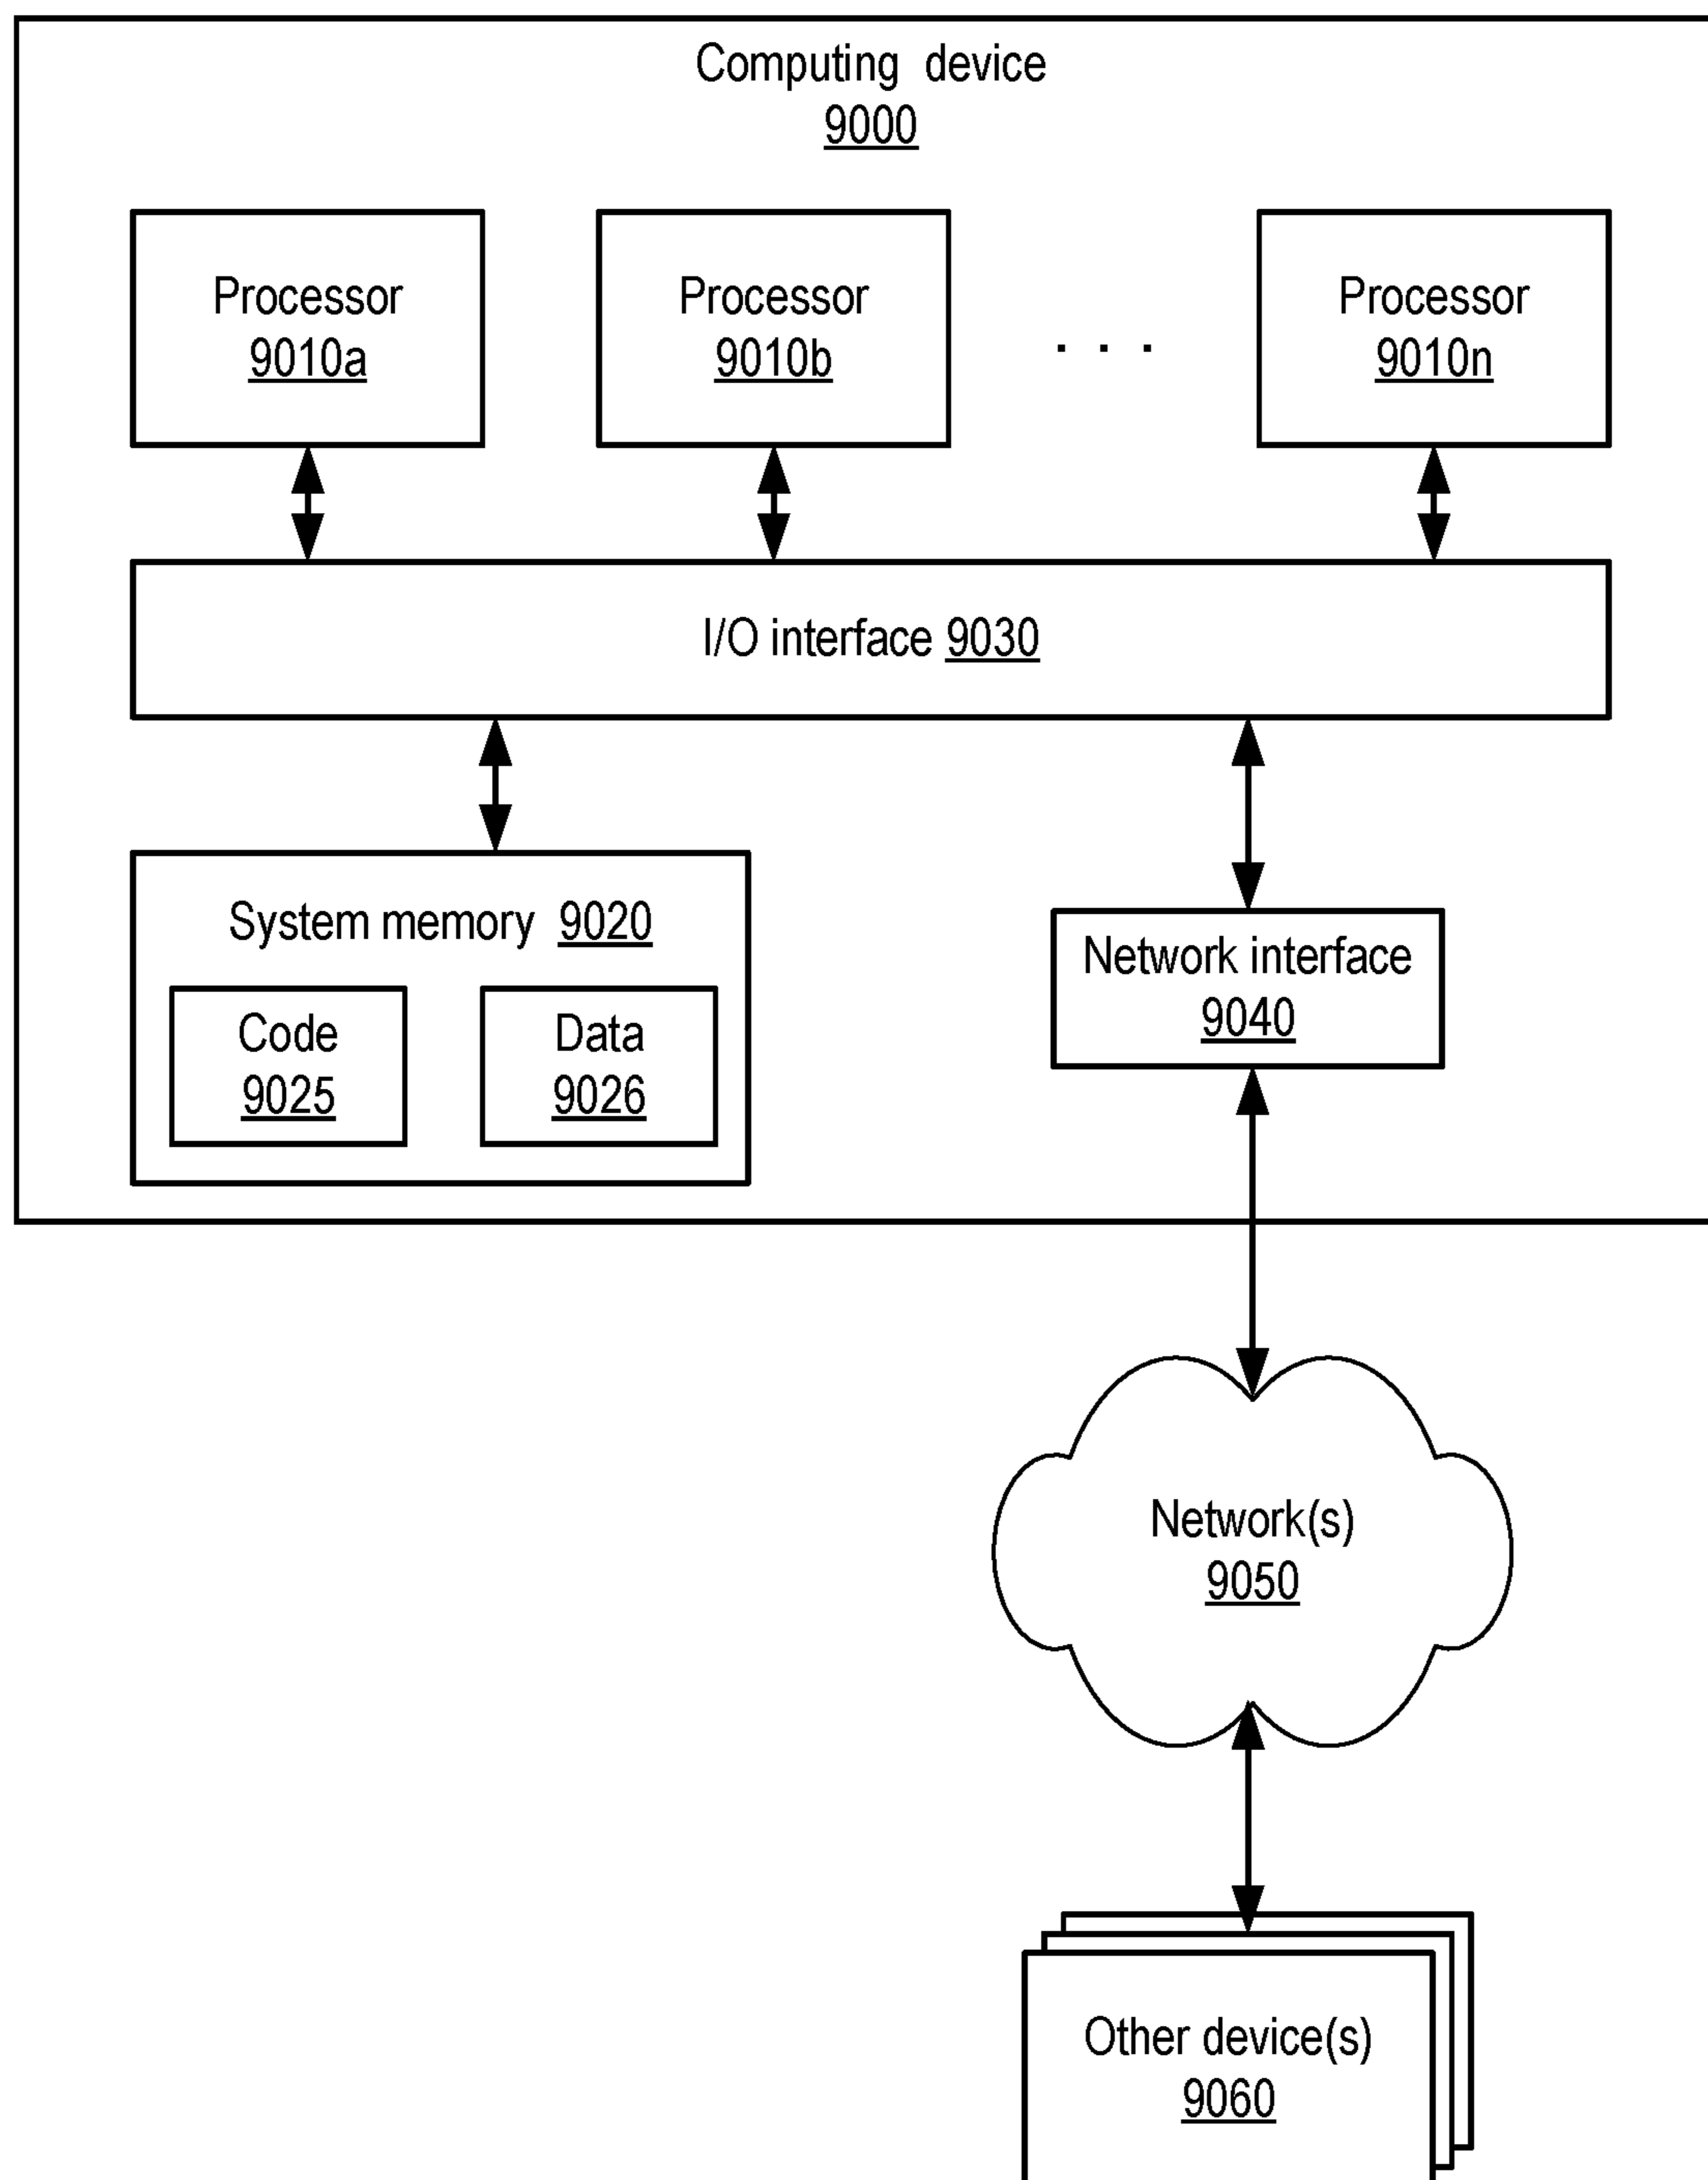 Computing device
9000
Processor
9010a
Processor
9010b
. . .
Processor
9010n
I/O interface 9030
System memory 9020
Code
9025
Data
9026
Network interface
9040
Network(s)
9050
Other device(s)
9060